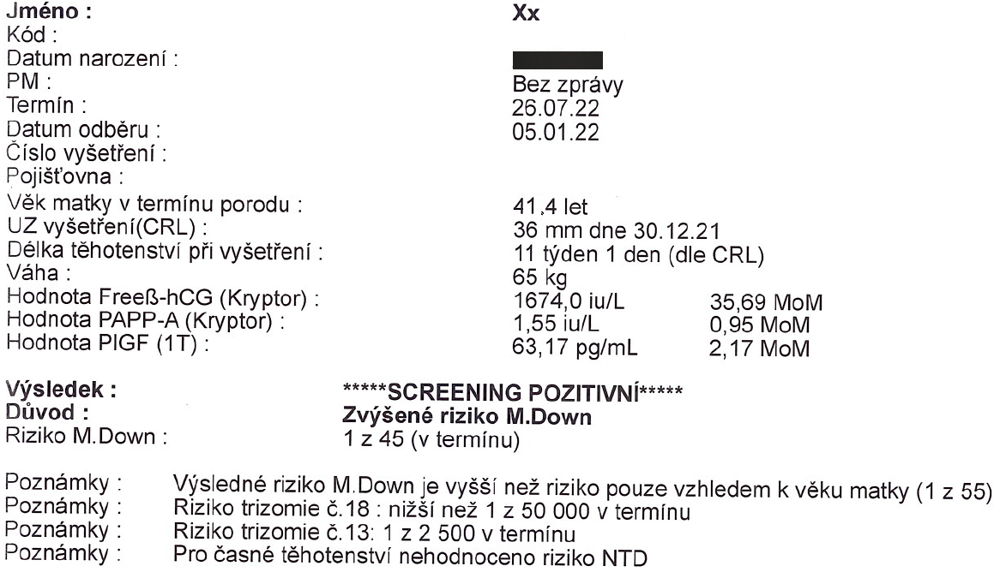 Jméno : Xx
Kód :
Datum narození :
PM : Bez zprávy
Termín : 26.07.22
Datum odběru : 05.01.22
Číslo vyšetření :
Pojišťovna :
Věk matky v termínu porodu : 41,4 let
UZ vyšetření(CRL) : 36 mm dne 30.12.21
Délka těhotenství při vyšetření : 11 týden 1 den (dle CRL)
Váha : 65 kg
Hodnota Freeß-hCG (Kryptor) : 1674,0 iu/L 35,69 MoM
Hodnota PAPP-A (Kryptor) : 1,55 iu/L 0,95 MoM
Hodnota PlGF (1T) : 63,17 pg/mL 2,17 MoM
Výsledek : *****SCREENING POZITIVNÍ*****
Důvod : Zvýšené riziko M.Down
Riziko M.Down : 1 z 45 (v termínu)
Poznámky : Výsledné riziko M.Down je vyšší než riziko pouze vzhledem k věku matky (1 z 55)
Poznámky : Riziko trizomie č.18 : nižší než 1 z 50 000 v termínu
Poznámky : Riziko trizomie č.13: 1 z 2 500 v termínu
Poznámky : Pro časné těhotenství nehodnoceno riziko NTD